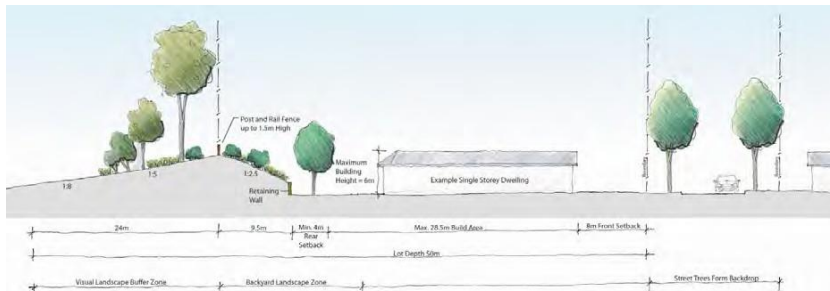 Post and Rail Fence
up to 1.5m High
Maximum
Building
Height = 6m
Example Single Storey Dwelling
1:8
1:5
1:2.5
Retaining
Wall
24m
9.5m
Min. 4m
Rear
Setback
Max. 28.5m Build Area
8m Front Setback
Lot Depth 50m
Visual Landscape Buffer Zone
Backyard Landscape Zone
Street Trees Form Backdrop